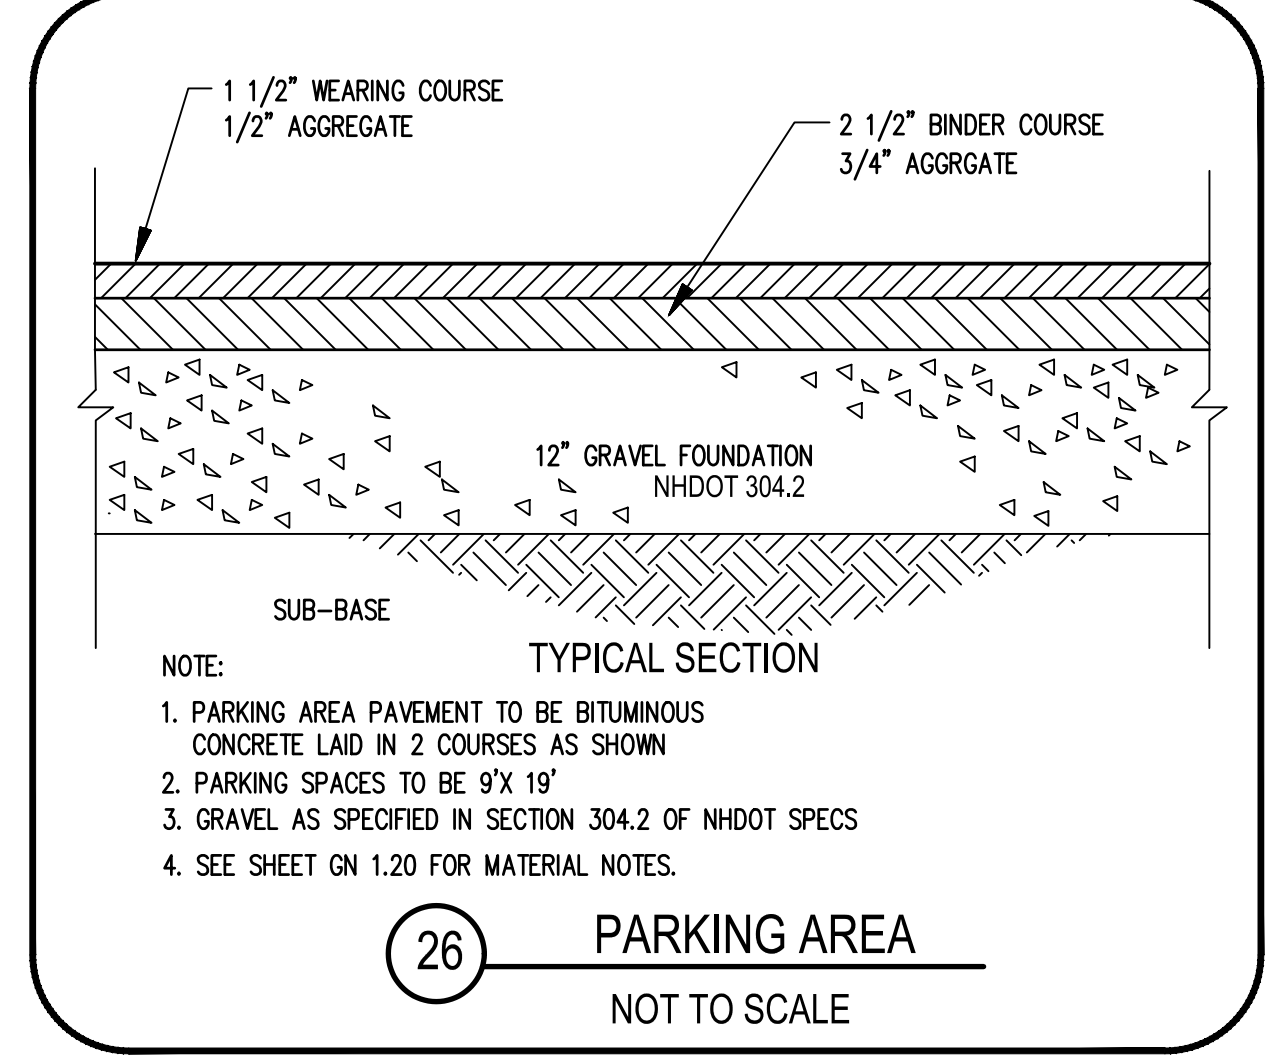 1 1/2" WEARING COURSE
1/2" AGGREGATE
2 1/2" BINDER COURSE
3/4" AGGRGATE
12" GRAVEL FOUNDATION
NHDOT 304.2
SUB-BASE
TYPICAL SECTION
NOTE:
1. PARKING AREA PAVEMENT TO BE BITUMINOUS
CONCRETE LAID IN 2 COURSES AS SHOWN
2. PARKING SPACES TO BE 9'X 19'
3. GRAVEL AS SPECIFIED IN SECTION 304.2 OF NHDOT SPECS
4. SEE SHEET GN 1.20 FOR MATERIAL NOTES.
26
PARKING AREA
NOT TO SCALE